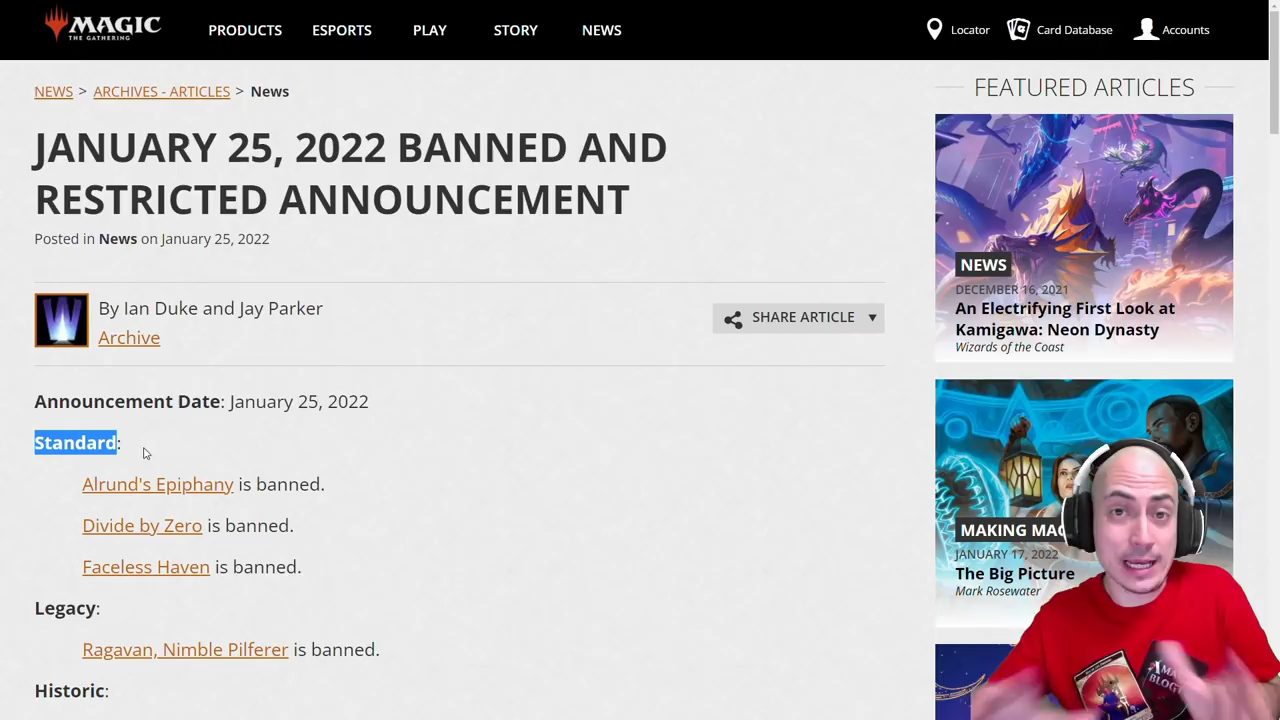 MAGIC
THE GATHERING
PRODUCTS
ESPORTS
PLAY
STORY
NEWS
Locator
Card Database
Accounts
NEWS > ARCHIVES - ARTICLES > News
JANUARY 25, 2022 BANNED AND
RESTRICTED ANNOUNCEMENT
Posted in News on January 25, 2022
By Ian Duke and Jay Parker
Archive
SHARE ARTICLE
Announcement Date: January 25, 2022
Standard:
Alrund's Epiphany is banned.
Divide by Zero is banned.
Faceless Haven is banned.
Legacy:
Ragavan, Nimble Pilferer is banned.
Historic:
FEATURED ARTICLES
NEWS
DECEMBER 16, 2021
An Electrifying First Look at
Kamigawa: Neon Dynasty
Wizards of the Coast
MAKING MAG
JANUARY 17, 2022
The Big Picture
Mark Rosewater